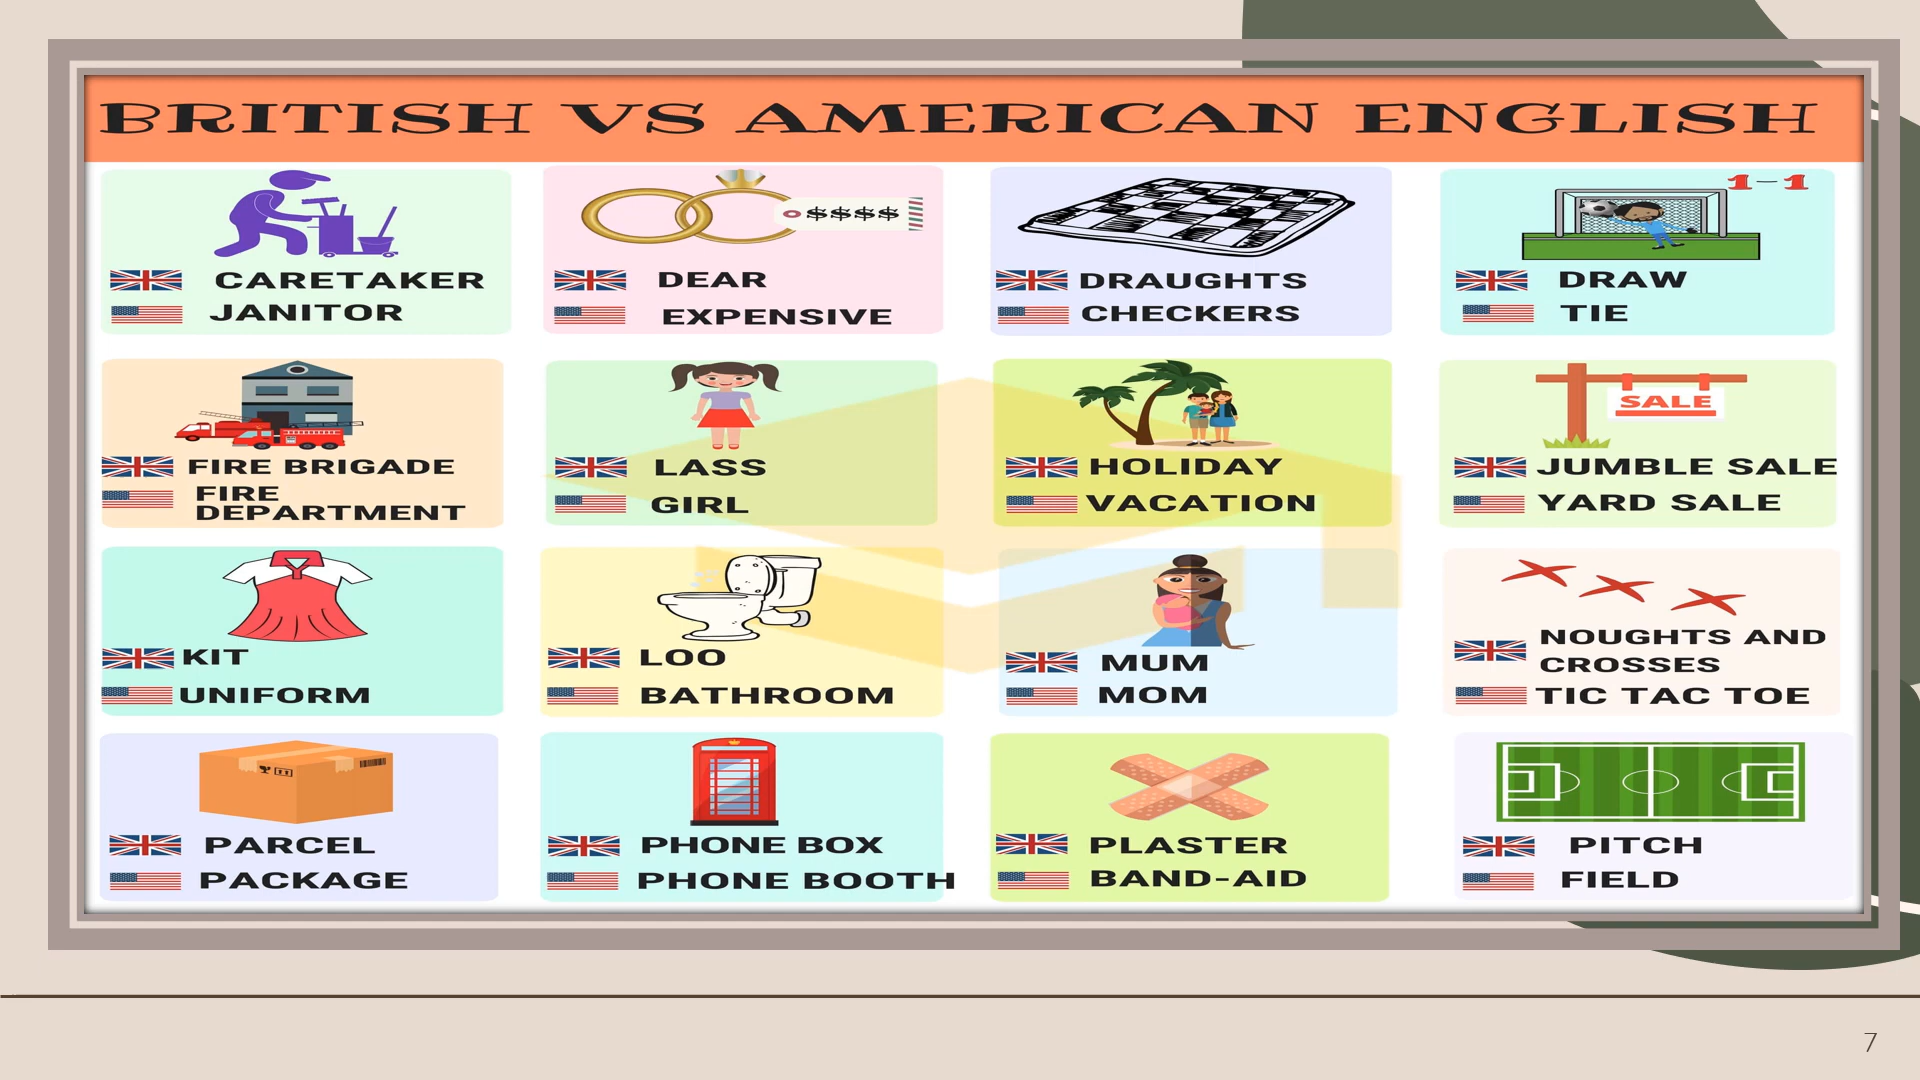 BRITISH VS AMERICAN ENGLISH
$$$$
1-1
CARETAKER
JANITOR
DEAR
EXPENSIVE
DRAUGHTS
CHECKERS
DRAW
TIE
SALE
FIRE BRIGADE
FIRE
DEPARTMENT
LASS
GIRL
HOLIDAY
VACATION
JUMBLE SALE
YARD SALE
KIT
UNIFORM
LOO
BATHROOM
MUM
MOM
NOUGHTS AND
CROSSES
TIC TAC TOE
PARCEL
PACKAGE
PHONE BOX
PHONE BOOTH
PLASTER
BAND-AID
PITCH
FIELD
7